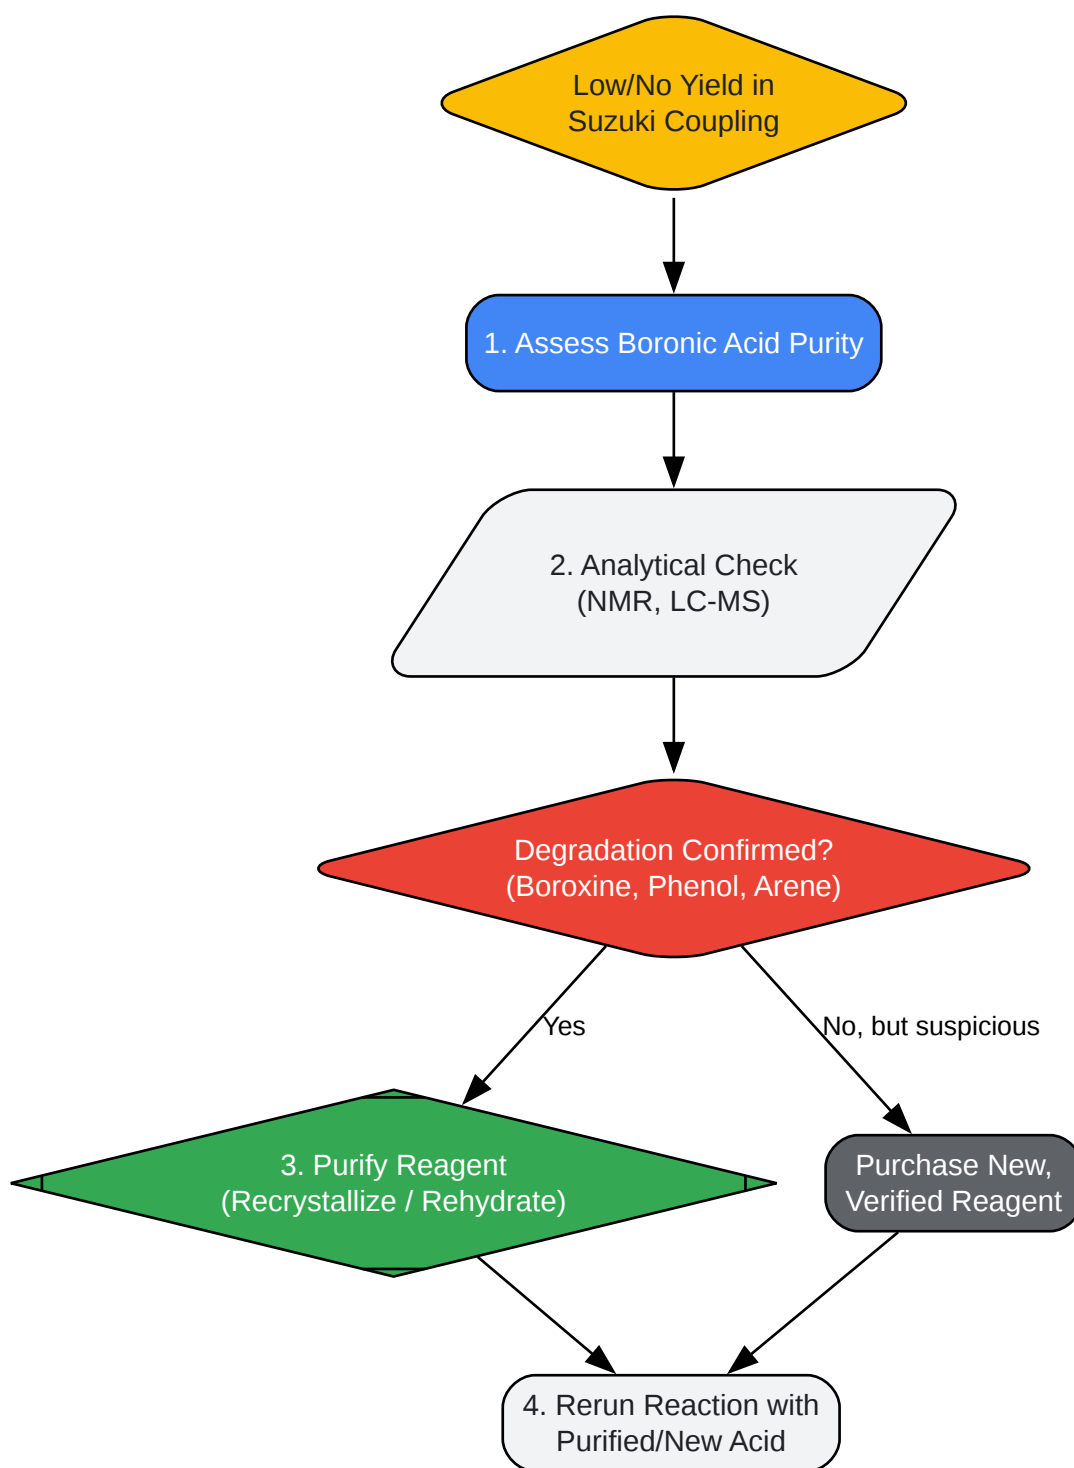 Low/No Yield in
Suzuki Coupling
1. Assess Boronic Acid Purity
2. Analytical Check
(NMR, LC-MS)
Degradation Confirmed?
(Boroxine, Phenol, Arene)
Yes
No, but suspicious
3. Purify Reagent
(Recrystallize / Rehydrate)
Purchase New,
Verified Reagent
4. Rerun Reaction with
Purified/New Acid